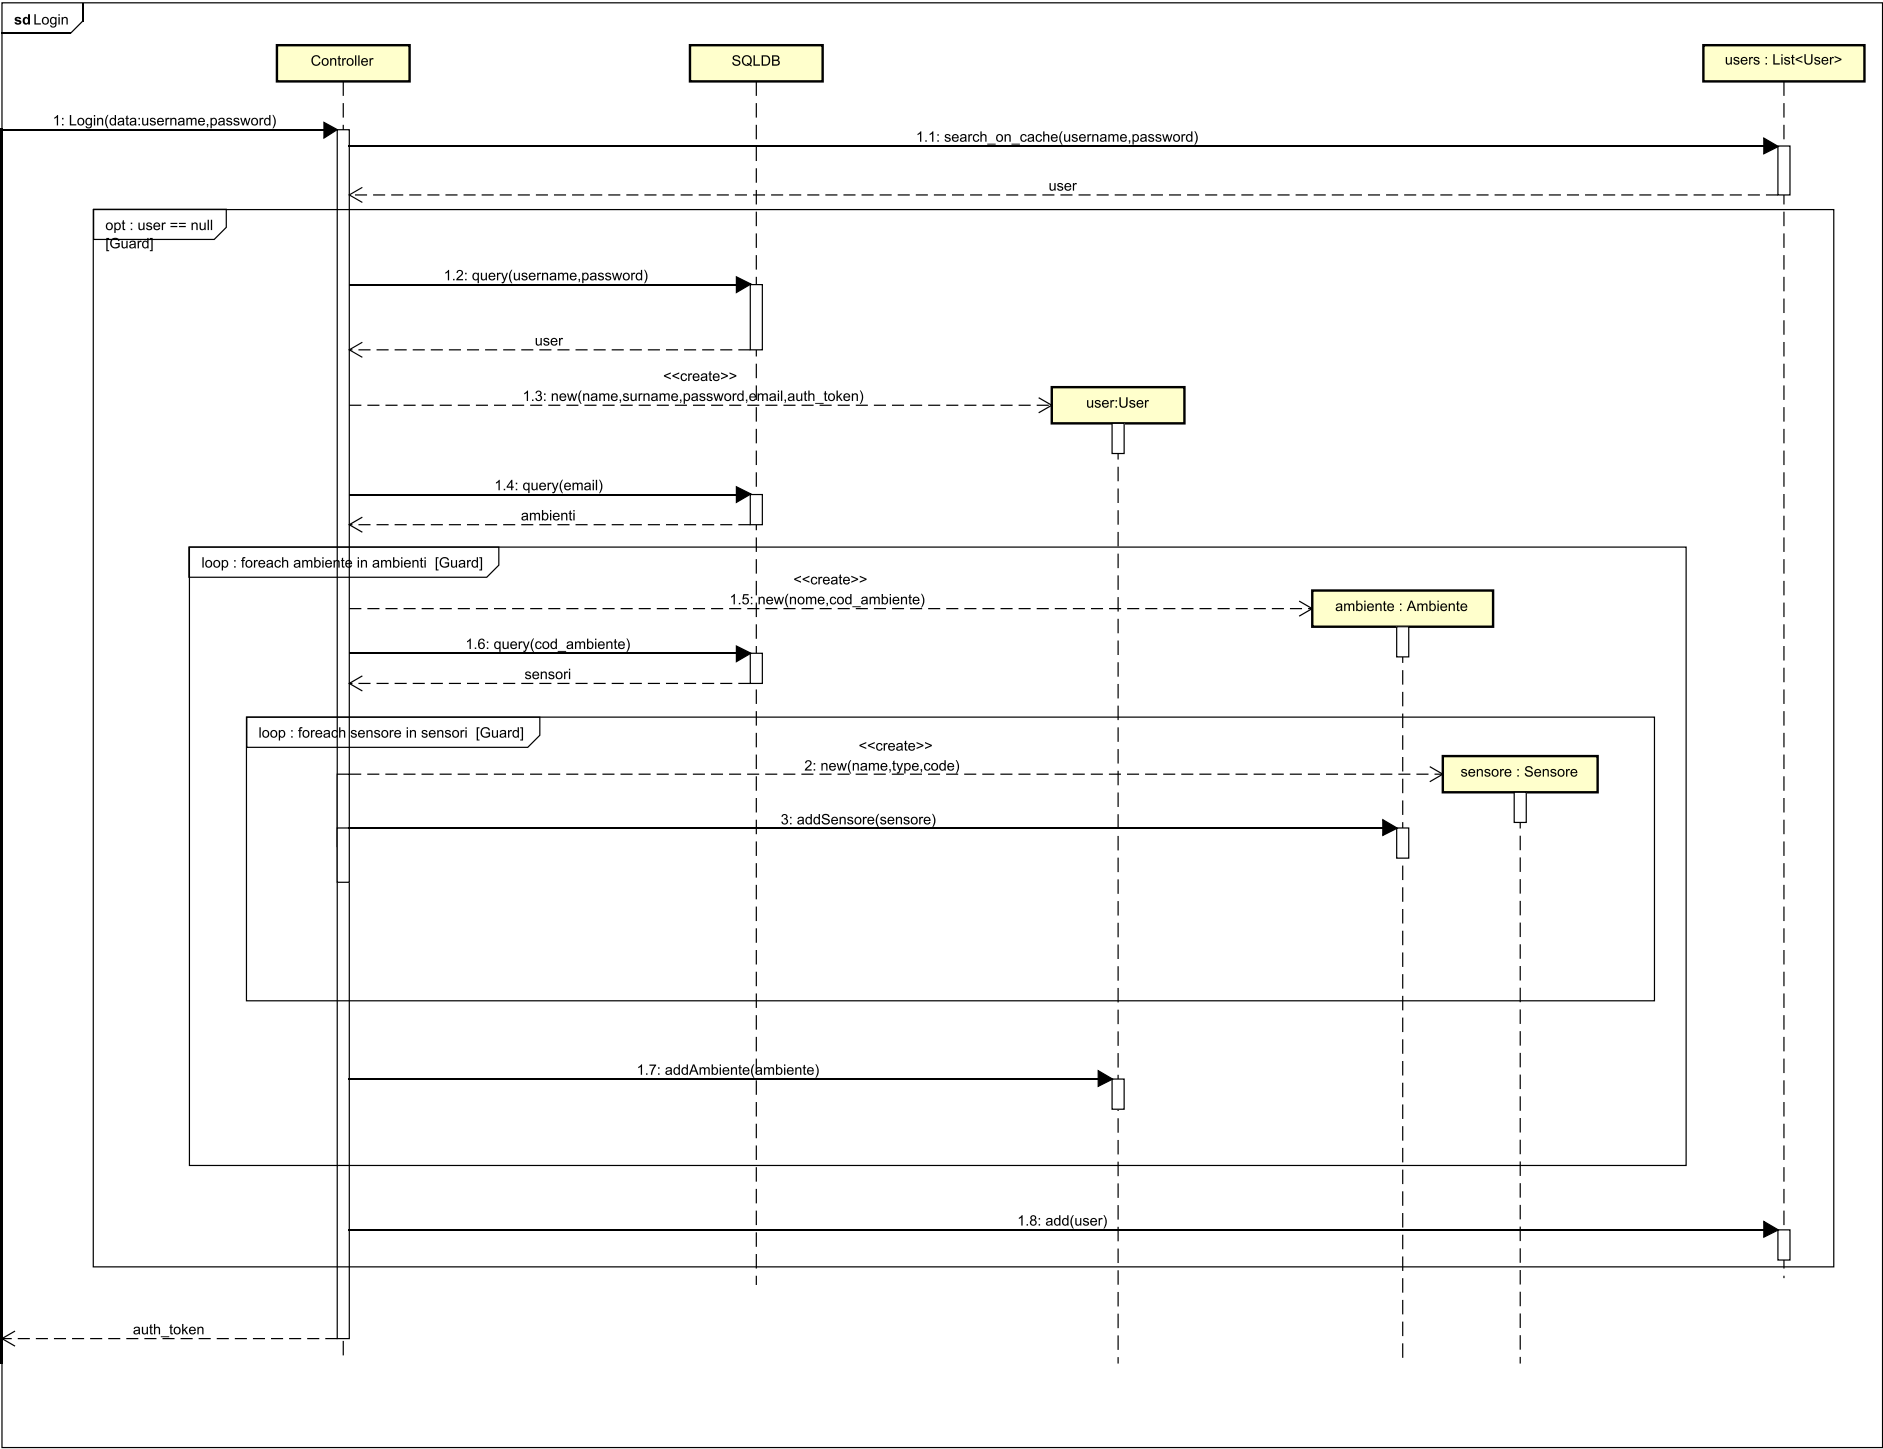 sd Login
Controller
SQLDB
users : List<User>
1: Login(data:username,password)
1.1: search_on_cache(username,password)
user
opt : user == null
[Guard]
1.2: query(username,password)
user
<<create>>
1.3: new(name,surname,password,email,auth_token)
user:User
1.4: query(email)
ambienti
loop : foreach ambiente in ambienti  [Guard]
<<create>>
1.5: new(nome,cod_ambiente)
ambiente : Ambiente
1.6: query(cod_ambiente)
sensori
loop : foreach sensore in sensori  [Guard]
<<create>>
2: new(name,type,code)
sensore : Sensore
3: addSensore(sensore)
1.7: addAmbiente(ambiente)
1.8: add(user)
auth_token